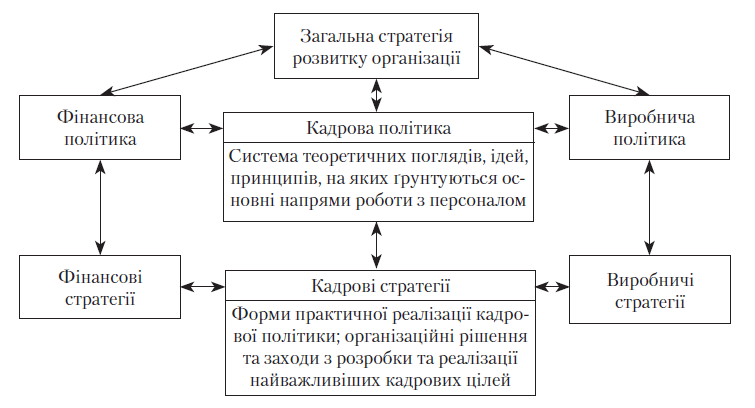 Загальна стратегія
розвитку організації
Фінансова
політика
Кадрова політика
Система теоретичних поглядів, ідей,
принципів, на яких ґрунтуються ос-
новні напрями роботи з персоналом
Виробнича
політика
Фінансові
стратегії
Кадрові стратегії
Форми практичної реалізації кадро-
вої політики; організаційні рішення
та заходи з розробки та реалізації
найважливіших кадрових цілей
Виробничі
стратегії